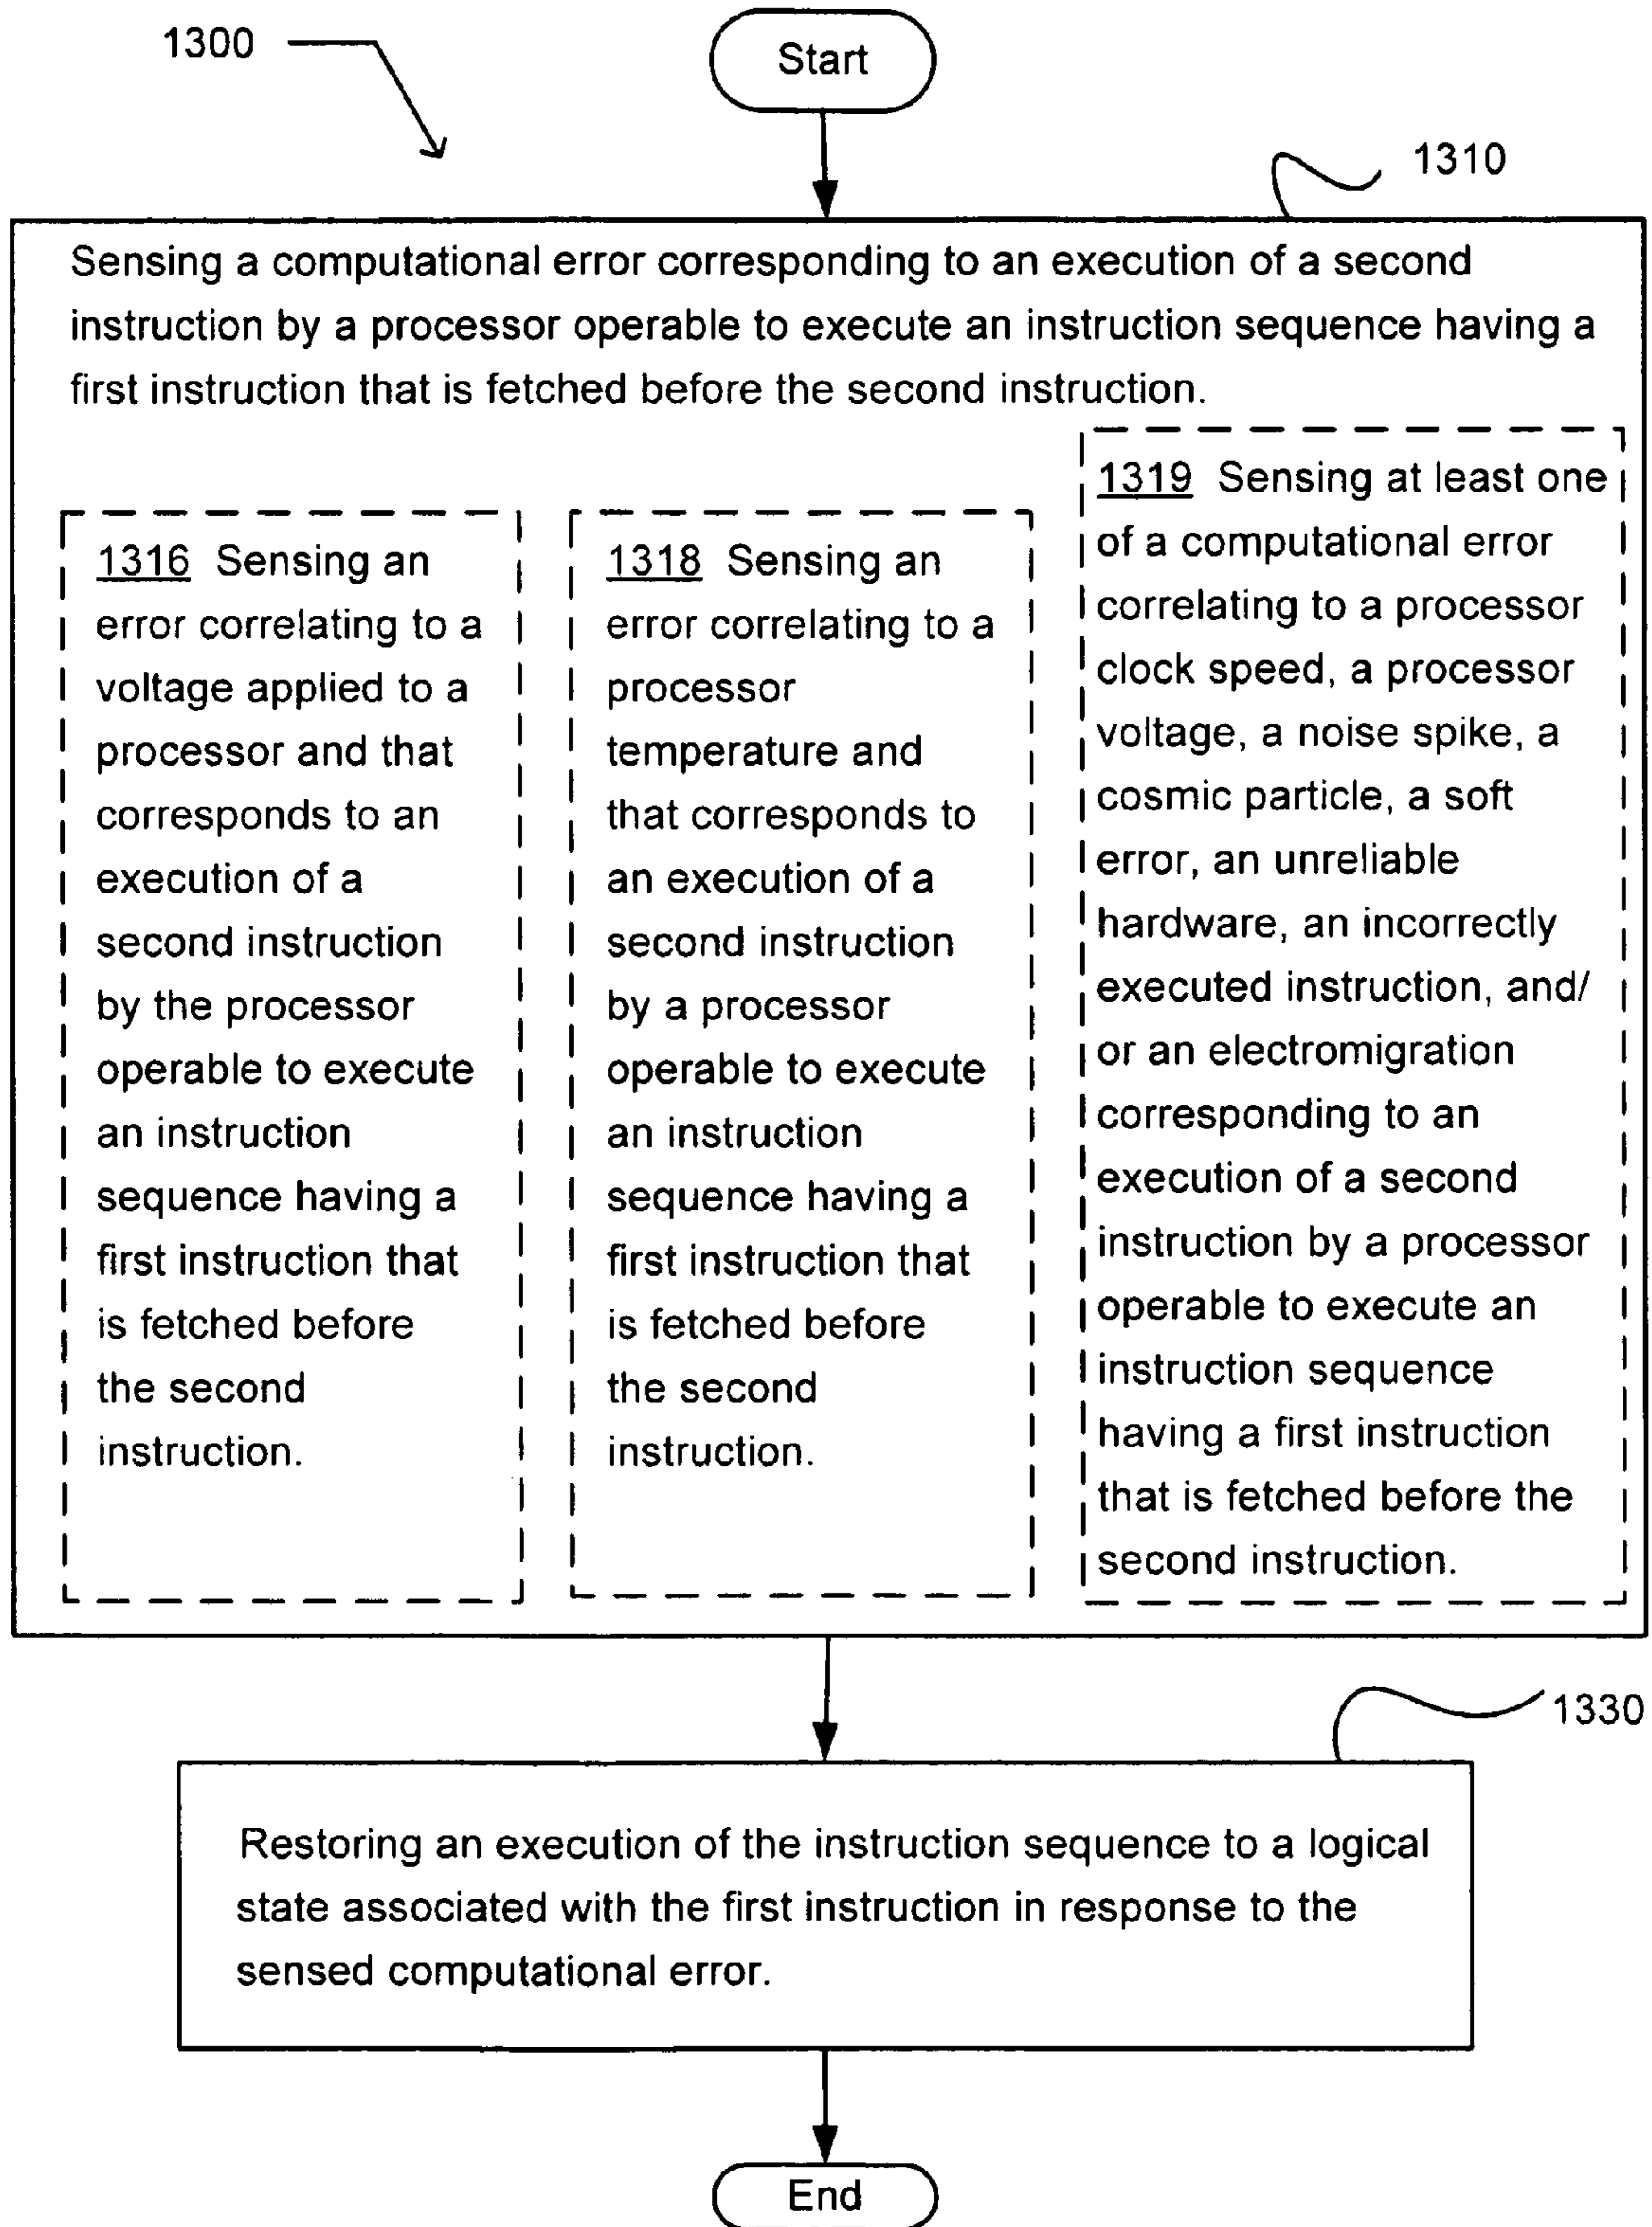 1300
Start
1310
Sensing a computational error corresponding to an execution of a second
instruction by a processor operable to execute an instruction sequence having a
first instruction that is fetched before the second instruction.
1316 Sensing an
error correlating to a
voltage applied to a
processor and that
corresponds to an
execution of a
second instruction
by the processor
operable to execute
an instruction
sequence having a
first instruction that
is fetched before
the second
instruction.
1318 Sensing an
error correlating to a
processor
temperature and
that corresponds to
an execution of a
second instruction
by a processor
operable to execute
an instruction
sequence having a
first instruction that
is fetched before
the second
instruction.
1319 Sensing at least one
of a computational error
correlating to a processor
clock speed, a processor
voltage, a noise spike, a
cosmic particle, a soft
error, an unreliable
hardware, an incorrectly
executed instruction, and/
or an electromigration
corresponding to an
execution of a second
instruction by a processor
operable to execute an
instruction sequence
having a first instruction
that is fetched before the
second instruction.
1330
Restoring an execution of the instruction sequence to a logical
state associated with the first instruction in response to the
sensed computational error.
End